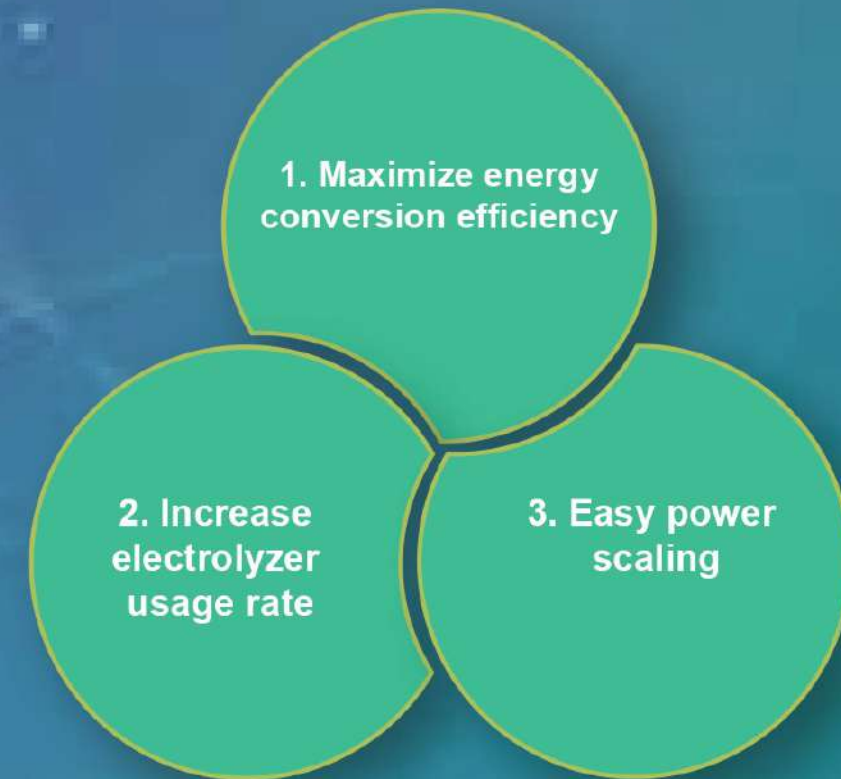 1. Maximize energy
conversion efficiency
2. Increase
electrolyzer
usage rate
3. Easy power
scaling